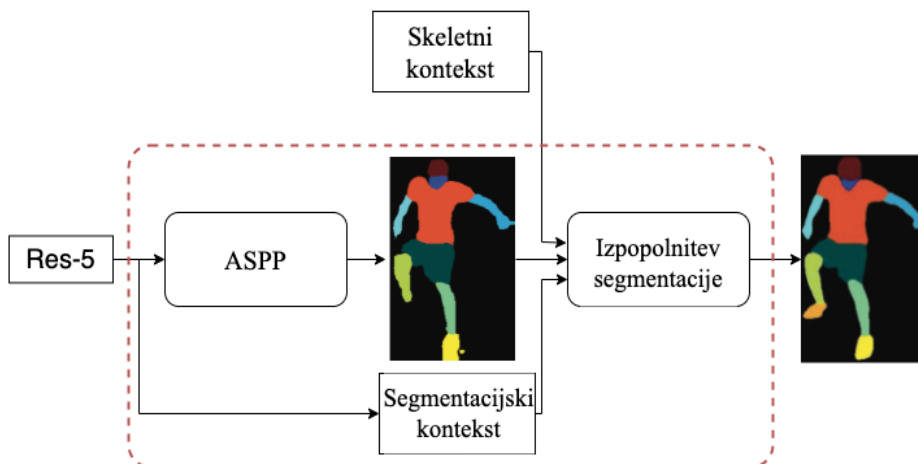 Skeletni
kontekst
Res-5
ASPP
Izpopolnitev
segmentacije
Segmentacijski
kontekst